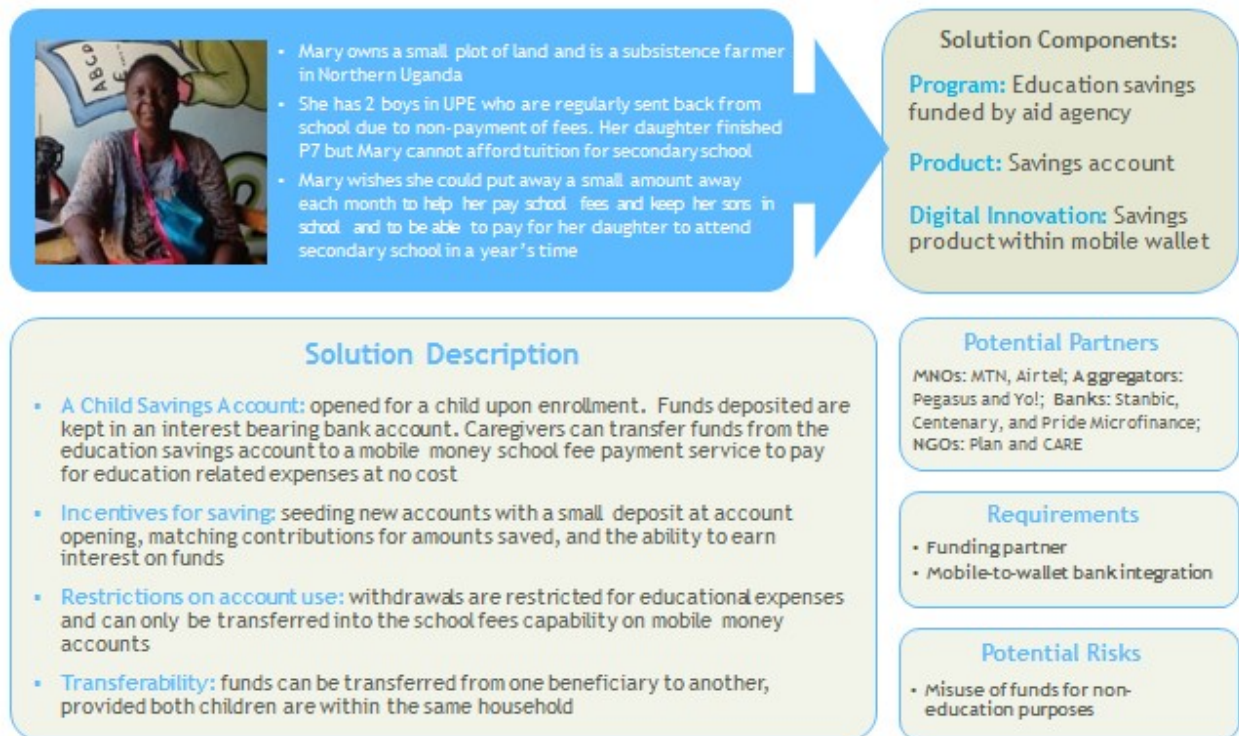 ABCD
E
• Mary owns a small plot of land and is a subsistence farmer
in Northern Uganda
• She has 2 boys in UPE who are regularly sent back from
school due to non-payment of fees. Her daughter finished
P7 but Mary cannot afford tuition for secondary school
• Mary wishes she could put away a small amount away
each month to help her pay school fees and keep her sons in
school and to be able to pay for her daughter to attend
secondary school in a year's time
Solution Components:
Program: Education savings
funded by aid agency
Product: Savings account
Digital Innovation: Savings
product within mobile wallet
Solution Description
▪ A Child Savings Account: opened for a child upon enrollment. Funds deposited are
kept in an interest bearing bank account. Caregivers can transfer funds from the
education savings account to a mobile money school fee payment service to pay
for education related expenses at no cost
▪ Incentives for saving: seeding new accounts with a small deposit at account
opening, matching contributions for amounts saved, and the ability to earn
interest on funds
▪ Restrictions on account use: withdrawals are restricted for educational expenses
and can only be transferred into the school fees capability on mobile money
accounts
▪ Transferability: funds can be transferred from one beneficiary to another,
provided both children are within the same household
Potential Partners
MNOs: MTN, Airtel; Aggregators:
Pegasus and Yo!; Banks: Stanbic,
Centenary, and Pride Microfinance;
NGOs: Plan and CARE
Requirements
• Funding partner
• Mobile-to-wallet bank integration
Potential Risks
• Misuse of funds for non-
education purposes